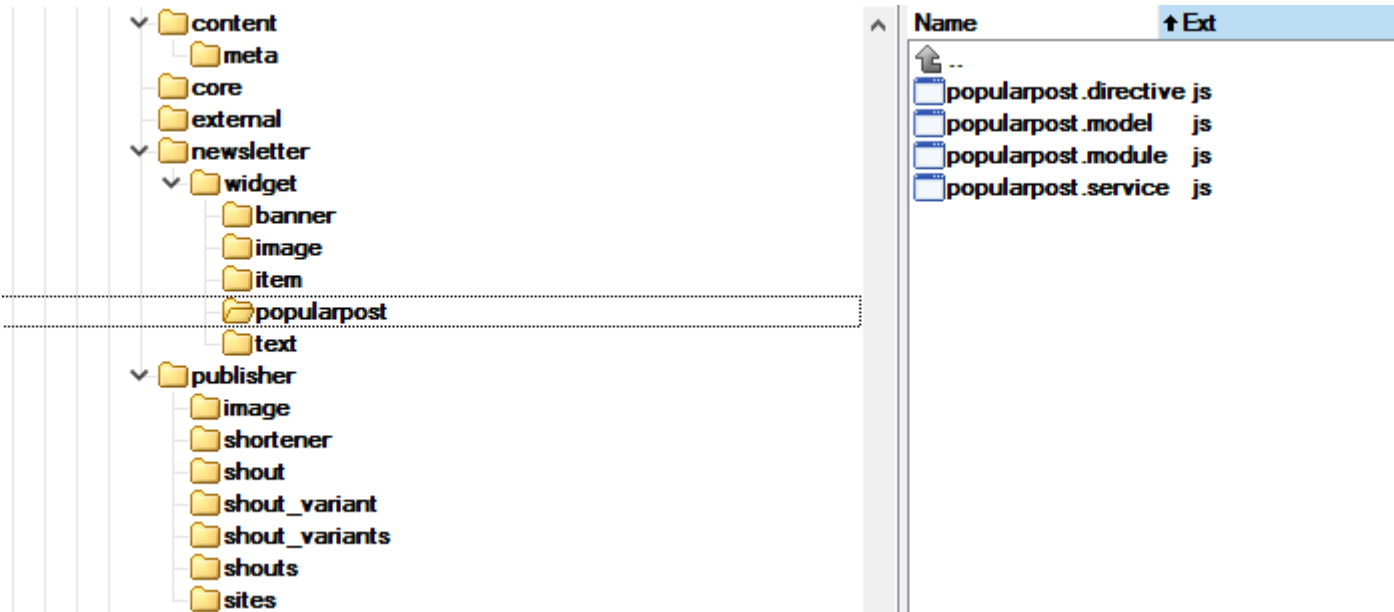 content
meta
core
external
newsletter
widget
banner
image
item
popularpost
text
publisher
image
shortener
shout
shout_variant
shout_variants
shouts
sites
Name Ext
..
popularpost.directive js
popularpost.model js
popularpost.module js
popularpost.service js